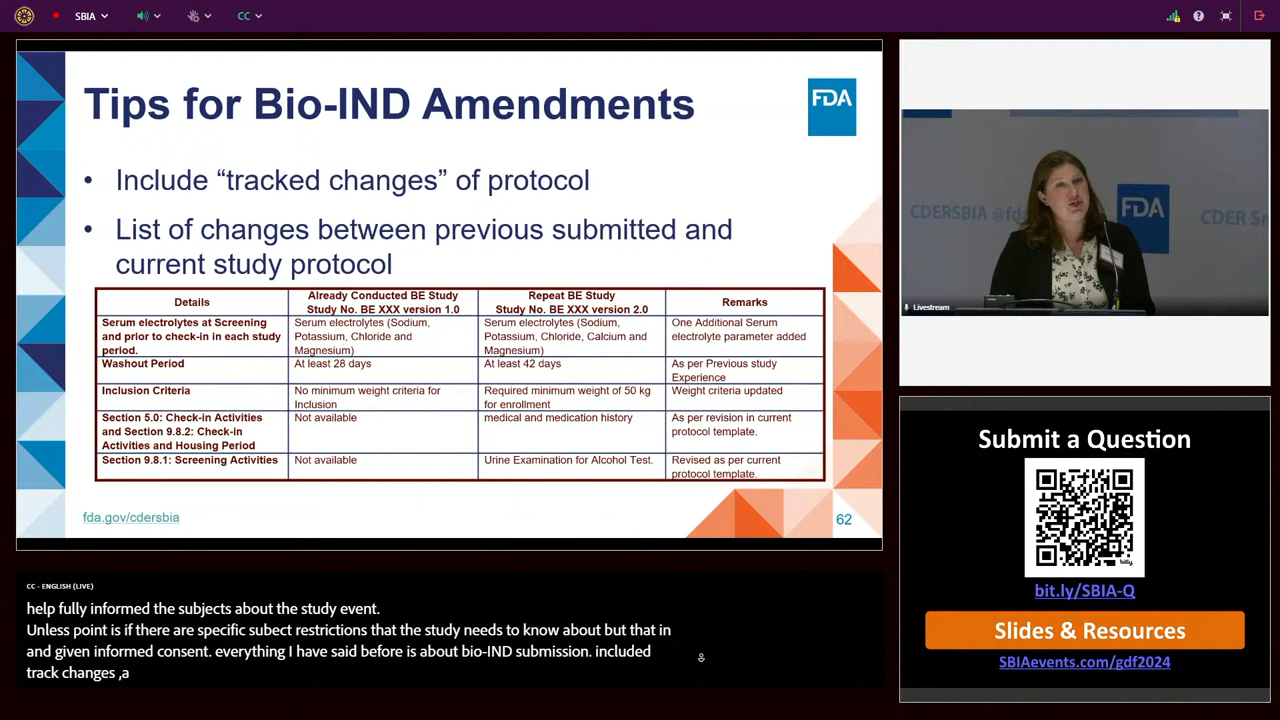 SBIA
CC
Tips for Bio-IND Amendments
FDA
• Include “tracked changes” of protocol
• List of changes between previous submitted and
current study protocol
Details
Already Conducted BE Study
Study No. BE XXX version 1.0
Repeat BE Study
Study No. BE XXX version 2.0
Remarks
Serum electrolytes at Screening
and prior to check-in in each study
period.
Serum electrolytes (Sodium,
Potassium, Chloride and
Magnesium)
Serum electrolytes (Sodium,
Potassium, Chloride, Calcium and
Magnesium)
One Additional Serum
electrolyte parameter added
Washout Period
At least 28 days
At least 42 days
As per Previous study
Experience
Inclusion Criteria
No minimum weight criteria for
Inclusion
Required minimum weight of 50 kg
for enrollment
Weight criteria updated
Section 5.0: Check-in Activities
and Section 9.8.2: Check-in
Activities and Housing Period
Not available
medical and medication history
As per revision in current
protocol template.
Section 9.8.1: Screening Activities
Not available
Urine Examination for Alcohol Test.
Revised as per current
protocol template.
fda.gov/cdersbia
62
CDERSBIA @fda
FDA
CDER Sm
Livestream
Submit a Question
bitly
bit.ly/SBIA-Q
Slides & Resources
SBIAevents.com/gdf2024
CC - ENGLISH (LIVE)
help fully informed the subjects about the study event.
Unless point is if there are specific subect restrictions that the study needs to know about but that in
and given informed consent. everything I have said before is about bio-IND submission. included
track changes ,a